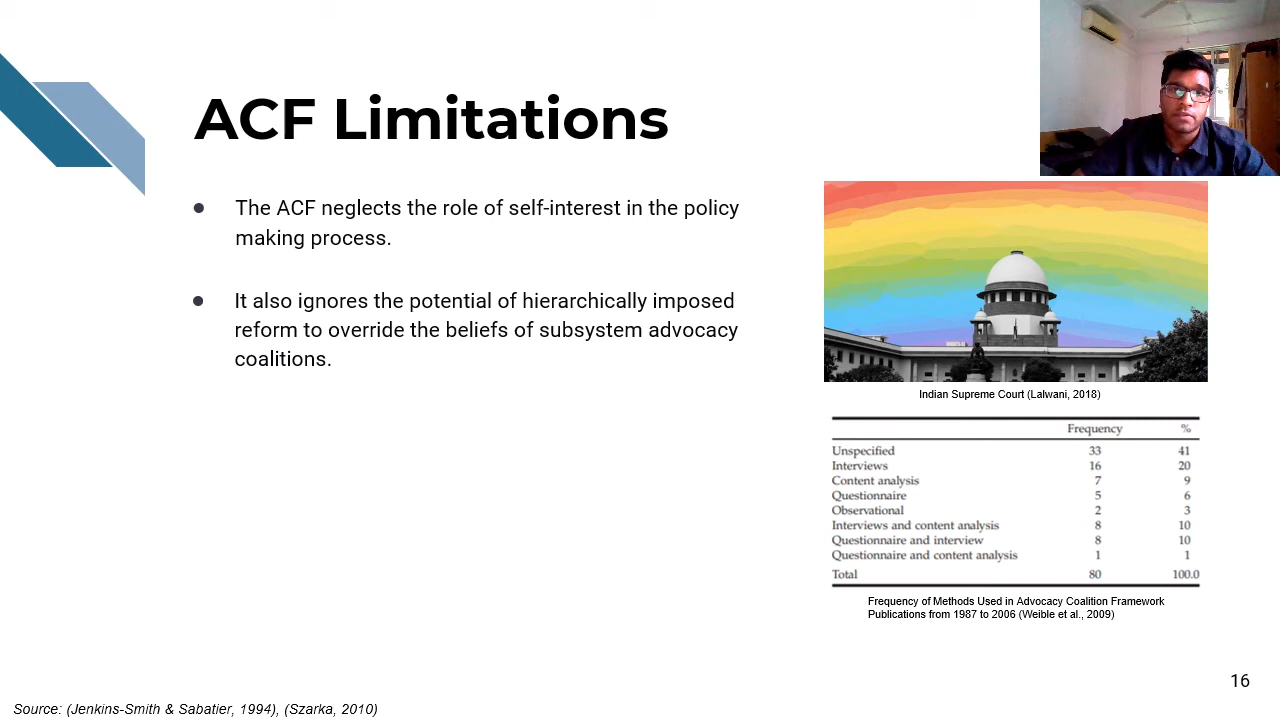 ACF Limitations
● The ACF neglects the role of self-interest in the policy
making process.
● It also ignores the potential of hierarchically imposed
reform to override the beliefs of subsystem advocacy
coalitions.
Indian Supreme Court (Lalwani, 2018)
Frequency %
Unspecified 33 41
Interviews 16 20
Content analysis 7 9
Questionnaire 5 6
Observational 2 3
Interviews and content analysis 8 10
Questionnaire and interview 8 10
Questionnaire and content analysis 1 1
Total 80 100.0
Frequency of Methods Used in Advocacy Coalition Framework
Publications from 1987 to 2006 (Weible et al., 2009)
16
Source: (Jenkins-Smith & Sabatier, 1994), (Szarka, 2010)